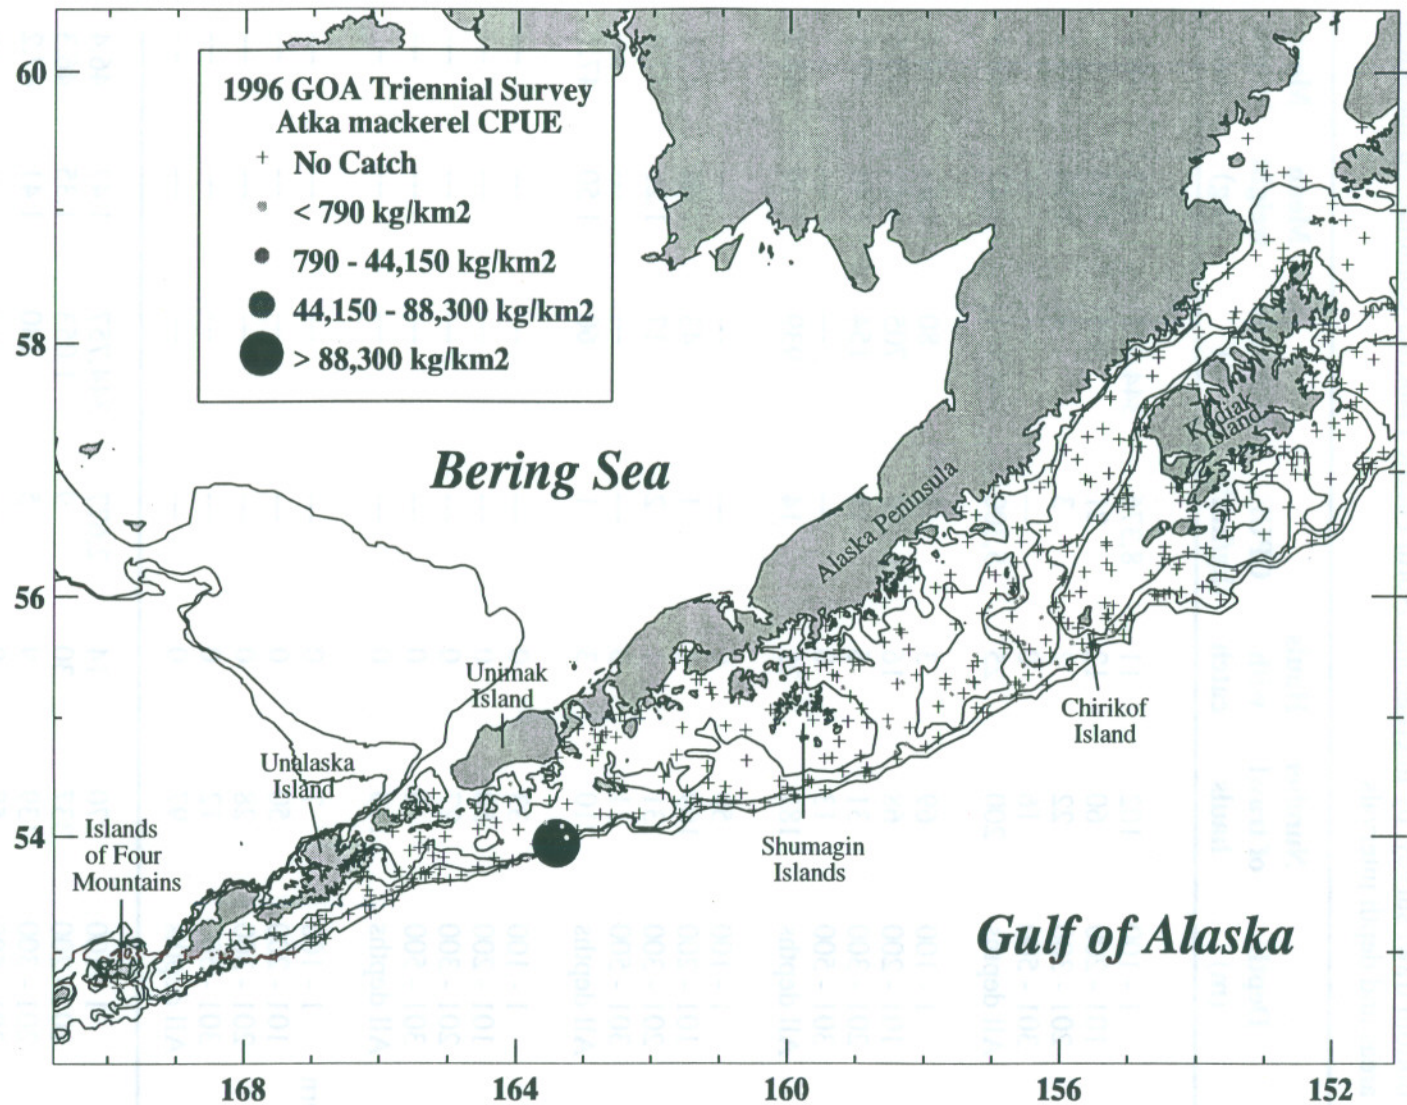 1996 GOA Triennial Survey
Atka mackerel CPUE
No Catch
< 790 kg/km2
790 - 44,150 kg/km2
44,150 - 88,300 kg/km2
> 88,300 kg/km2
60
58
56
54
Bering Sea
Kodiak
Island
Alaska Peninsula
Unimak
Island
Unalaska
Island
Islands
of Four
Mountains
Chirikof
Island
Shumagin
Islands
Gulf of Alaska
168
164
160
156
152